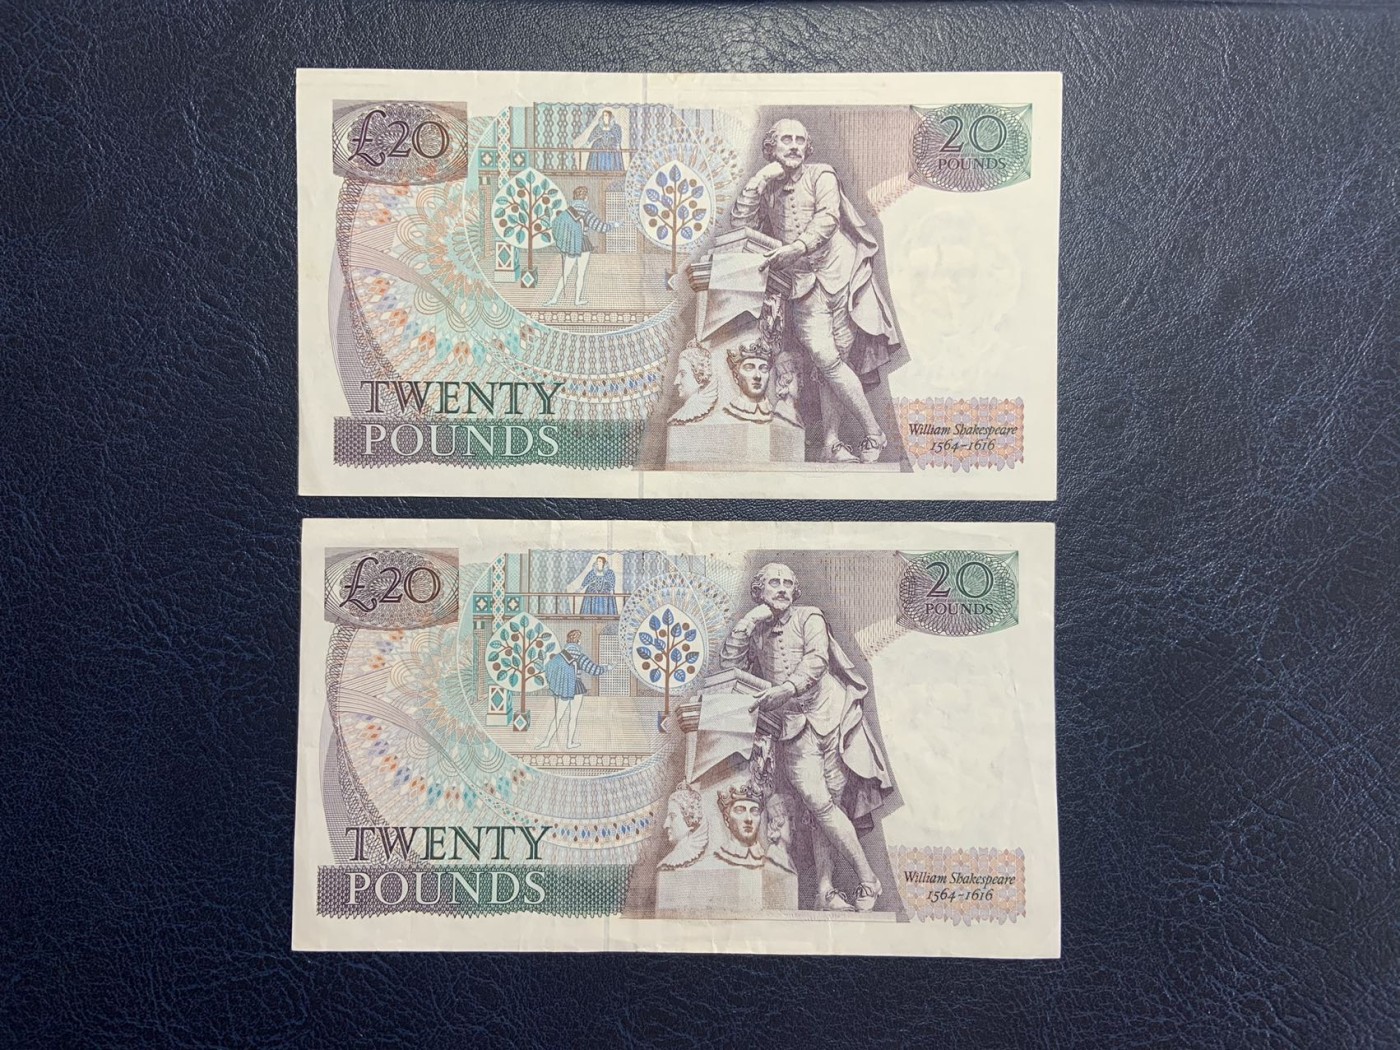 £20
20
POUNDS
TWENTY
POUNDS
William Shakespeare
1564-1616
£20
20
POUNDS
TWENTY
POUNDS
William Shakespeare
1564-1616